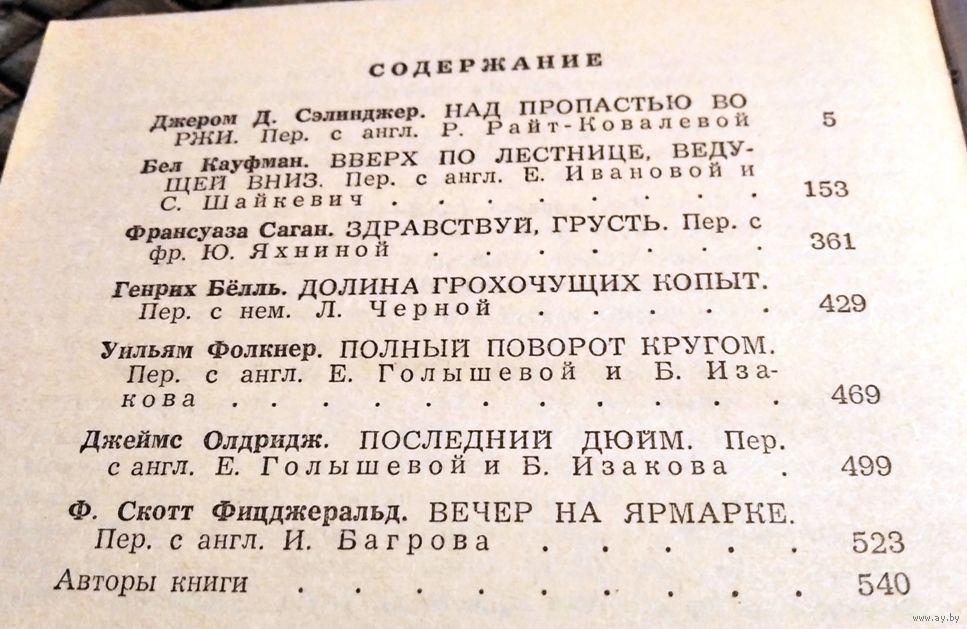 СОДЕРЖАНИЕ
Джером Д. Сэлинджер. НАД ПРОПАСТЬЮ ВО
РЖИ. Пер. с англ. Р. Райт-Ковалевой 5
Бел Кауфман. ВВЕРХ ПО ЛЕСТНИЦЕ, ВЕДУ-
ЩЕЙ ВНИЗ. Пер. с англ. Е. Ивановой и
С. Шайкевич . . . . . . . 153
Франсуаза Саган. ЗДРАВСТВУЙ, ГРУСТЬ. Пер. с
фр. Ю. Яхниной . . . . . . . 361
Генрих Бёлль. ДОЛИНА ГРОХОЧУЩИХ КОПЫТ.
Пер. с нем. Л. Черной . . . . . 429
Уильям Фолкнер. ПОЛНЫЙ ПОВОРОТ КРУГОМ.
Пер. с англ. Е. Голышевой и Б. Иза-
кова . . . . . . . . . . . 469
Джеймс Олдридж. ПОСЛЕДНИЙ ДЮЙМ. Пер.
с англ. Е. Голышевой и Б. Изакова . 499
Ф. Скотт Фицджеральд. ВЕЧЕР НА ЯРМАРКЕ.
Пер. с англ. И. Багрова . . . . . 523
Авторы книги . . . . . . . . . 540
www.ay.by